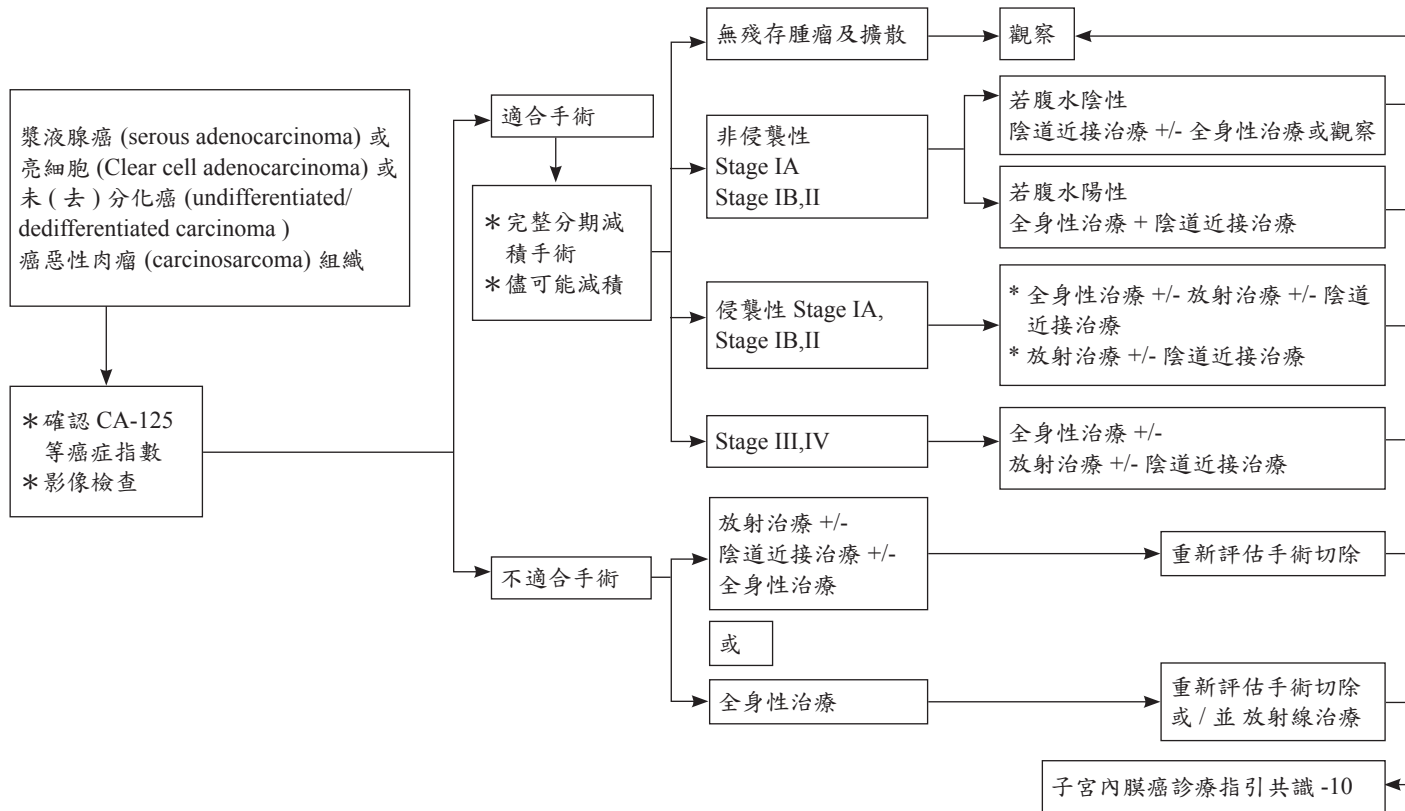 漿液腺癌 (serous adenocarcinoma) 或
亮細胞 (Clear cell adenocarcinoma) 或
未 ( 去 ) 分化癌 (undifferentiated/
dedifferentiated carcinoma )
癌惡性肉瘤 (carcinosarcoma) 組織
＊確認 CA-125
等癌症指數
＊影像檢查
適合手術
＊完整分期減
積手術
＊儘可能減積
不適合手術
無殘存腫瘤及擴散
觀察
非侵襲性
Stage IA
Stage IB,II
若腹水陰性
陰道近接治療 +/- 全身性治療或觀察
若腹水陽性
全身性治療 + 陰道近接治療
侵襲性 Stage IA,
Stage IB,II
* 全身性治療 +/- 放射治療 +/- 陰道
近接治療
* 放射治療 +/- 陰道近接治療
Stage III,IV
全身性治療 +/-
放射治療 +/- 陰道近接治療
放射治療 +/-
陰道近接治療 +/-
全身性治療
重新評估手術切除
或
全身性治療
重新評估手術切除
或 / 並 放射線治療
子宮內膜癌診療指引共識 -10